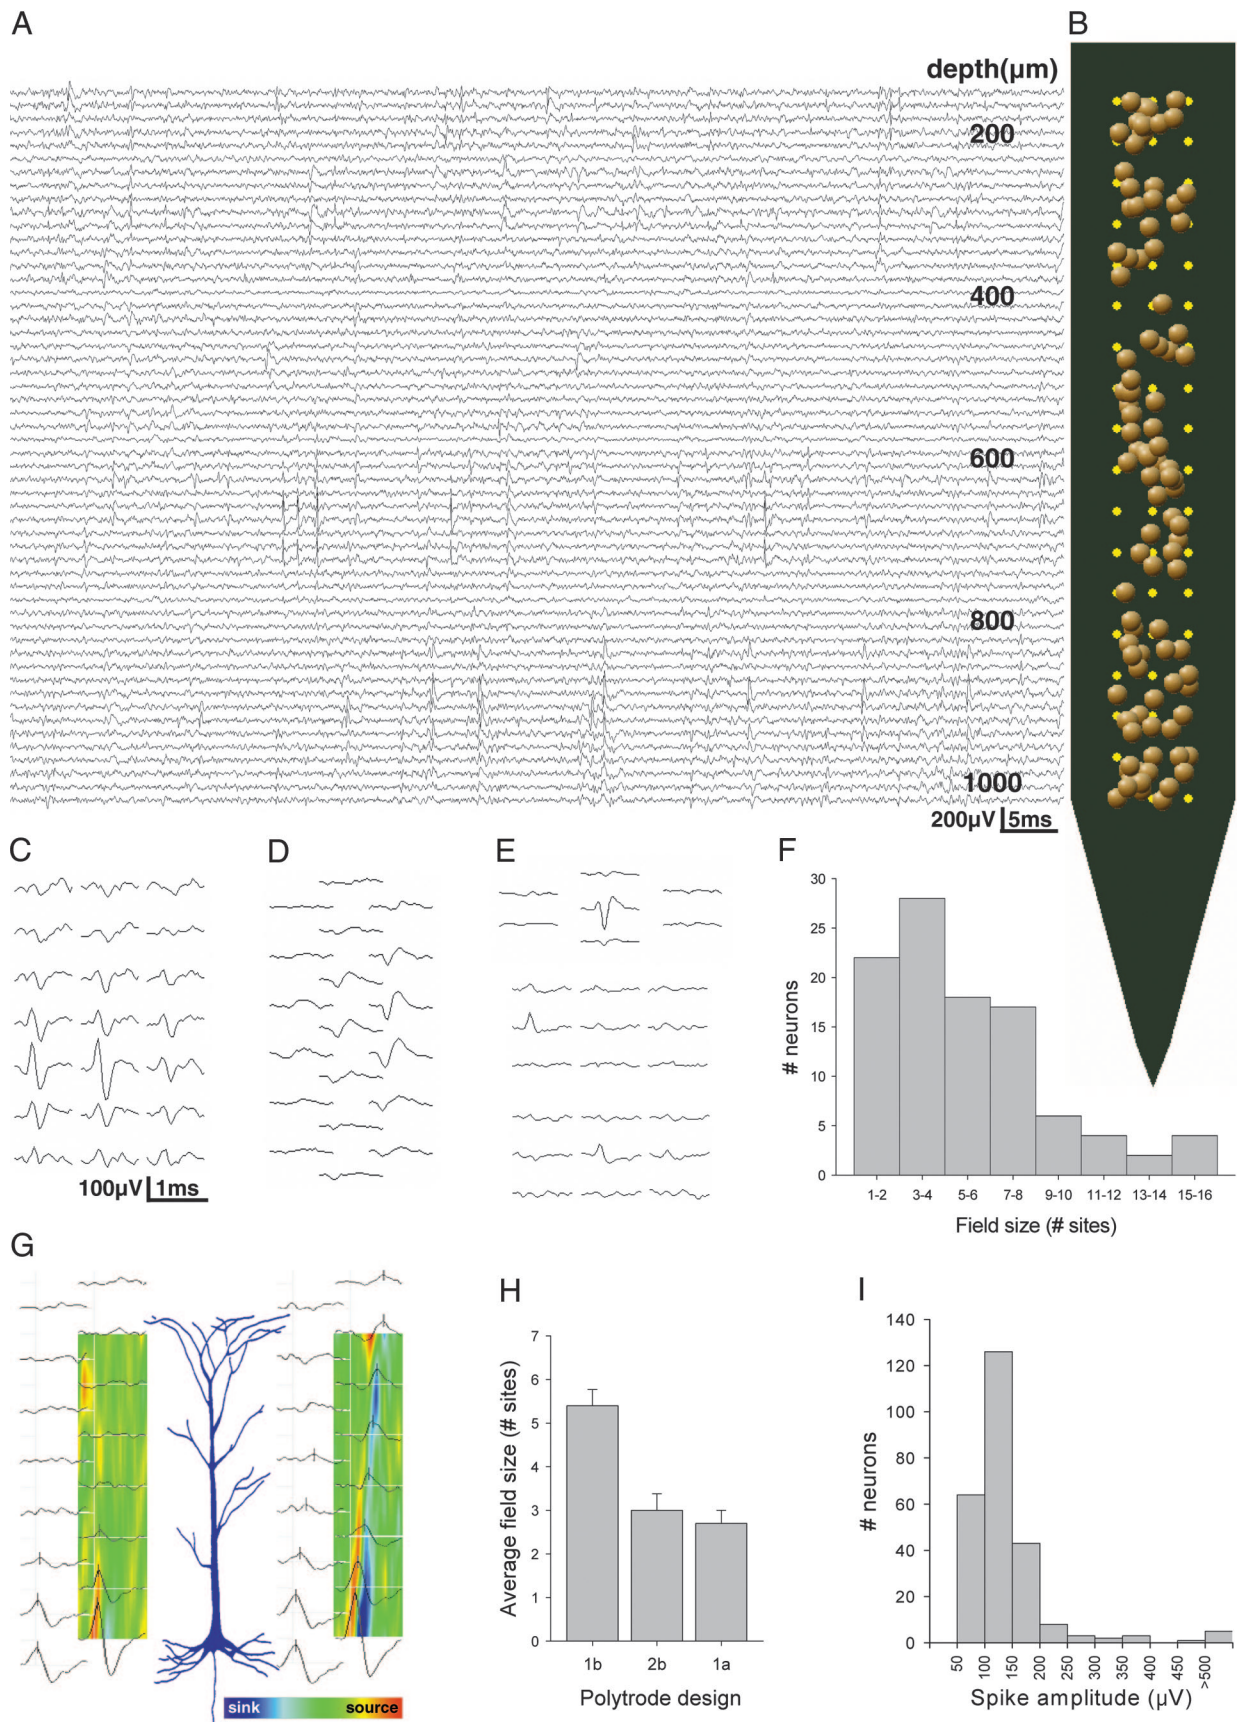 A
B
depth(μm)
200
400
600
800
1000
200μV 5ms
C
D
E
F
100μV 1ms
# neurons
30
25
20
15
10
5
0
1-2 3-4 5-6 7-8 9-10 11-12 13-14 15-16
Field size (# sites)
G
sink source
H
Average field size (# sites)
7
6
5
4
3
2
1
0
1b 2b 1a
Polytrode design
I
# neurons
140
120
100
80
60
40
20
0
50 100 150 200 250 300 350 400 450 >500
Spike amplitude (μV)